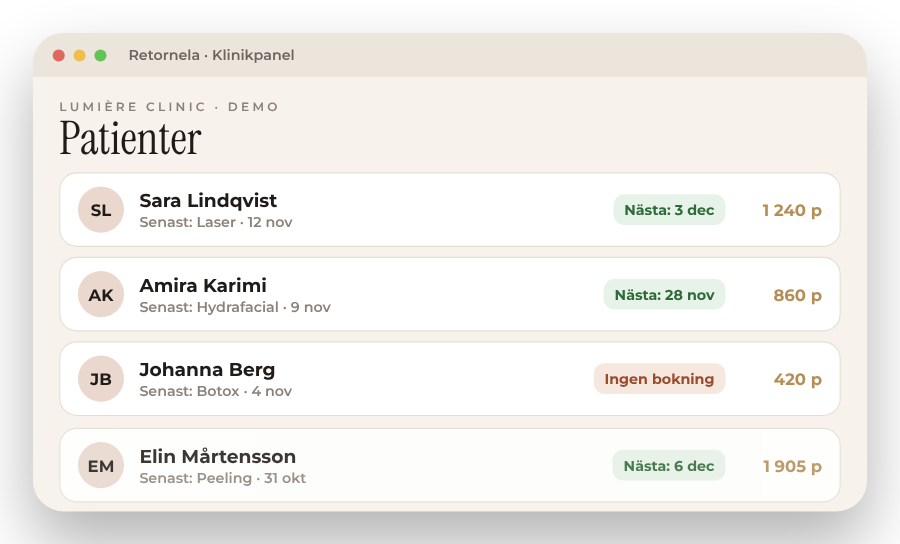 Retornela · Klinikpanel
LUMIÈRE CLINIC · DEMO
Patienter
SL
Sara Lindqvist
Senast: Laser · 12 nov
Nästa: 3 dec
1 240 p
AK
Amira Karimi
Senast: Hydrafacial · 9 nov
Nästa: 28 nov
860 p
JB
Johanna Berg
Senast: Botox · 4 nov
Ingen bokning
420 p
EM
Elin Mårtensson
Senast: Peeling · 31 okt
Nästa: 6 dec
1 905 p